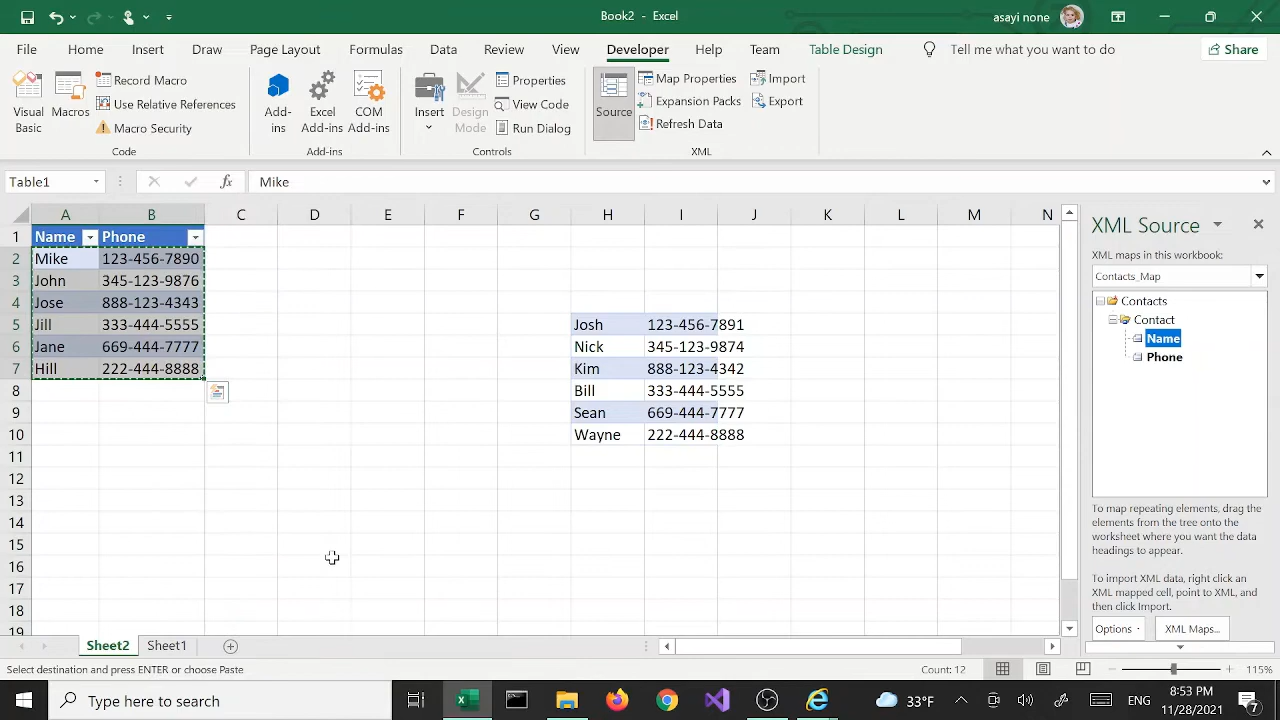 Book2 - Excel
asayi none
File Home Insert Draw Page Layout Formulas Data Review View Developer Help Team Table Design Tell me what you want to do Share
Visual Basic
Macros
Record Macro
Use Relative References
Macro Security
Code
Add-ins
Excel Add-ins
COM Add-ins
Add-ins
Insert
Design Mode
Properties
View Code
Run Dialog
Controls
Source
Map Properties
Expansion Packs
Refresh Data
Import
Export
XML
Table1 fx Mike
A B C D E F G H I J K L M N
1 Name Phone
2 Mike 123-456-7890
3 John 345-123-9876
4 Jose 888-123-4343
5 Jill 333-444-5555 Josh 123-456-7891
6 Jane 669-444-7777 Nick 345-123-9874
7 Hill 222-444-8888 Kim 888-123-4342
8 Bill 333-444-5555
9 Sean 669-444-7777
10 Wayne 222-444-8888
11
12
13
14
15
16
17
18
19
XML Source
XML maps in this workbook:
Contacts_Map
Contacts
Contact
Name
Phone
To map repeating elements, drag the
elements from the tree onto the
worksheet where you want the data
headings to appear.
To import XML data, right click an
XML mapped cell, point to XML, and
then click Import.
Options XML Maps...
Sheet2 Sheet1
Select destination and press ENTER or choose Paste Count: 12 115%
Type here to search 33°F ENG 8:53 PM
11/28/2021 7